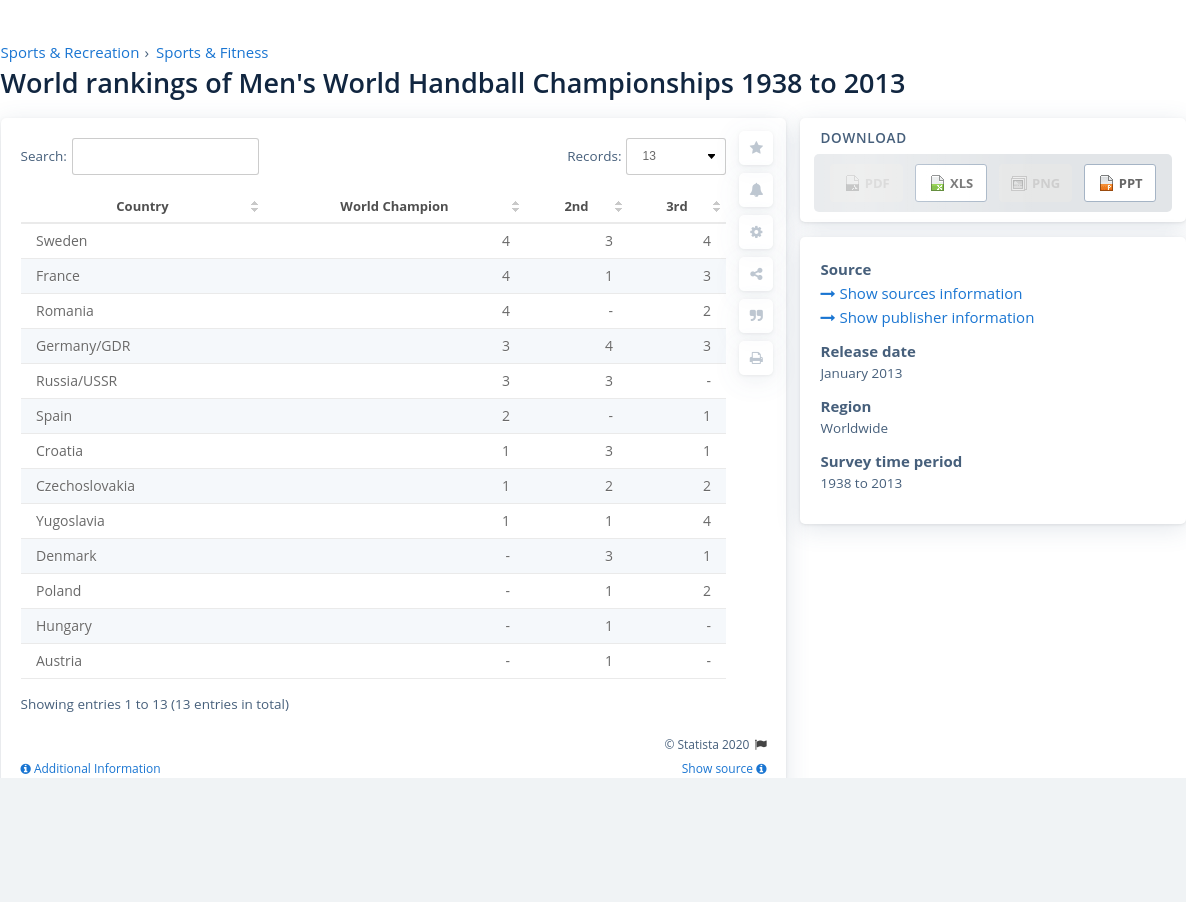 Sports & Recreation › Sports & Fitness
World rankings of Men's World Handball Championships 1938 to 2013
Search:
Records: 13
Country World Champion 2nd 3rd
Sweden 4 3 4
France 4 1 3
Romania 4 - 2
Germany/GDR 3 4 3
Russia/USSR 3 3 -
Spain 2 - 1
Croatia 1 3 1
Czechoslovakia 1 2 2
Yugoslavia 1 1 4
Denmark - 3 1
Poland - 1 2
Hungary - 1 -
Austria - 1 -
Showing entries 1 to 13 (13 entries in total)
© Statista 2020
Additional Information
Show source
DOWNLOAD
PDF XLS PNG PPT
Source
Show sources information
Show publisher information
Release date
January 2013
Region
Worldwide
Survey time period
1938 to 2013